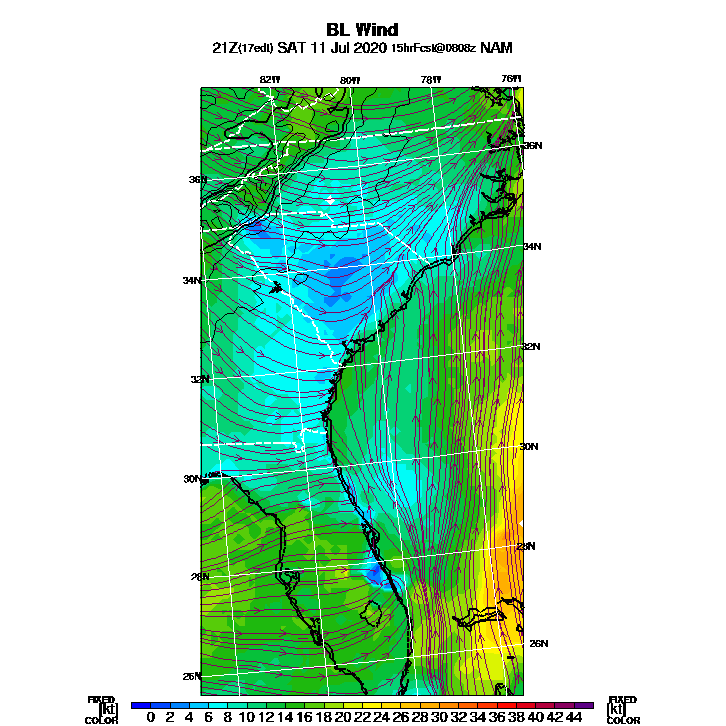 BL Wind
21Z(17edt) SAT 11 Jul 2020 15hrFcst@0808z NAM
82W 80W 78W 76W
36N
36N
34N
34N
32N
32N
30N
30N
28N
28N
26N
26N
FIXED [kt] COLOR
0 2 4 6 8 10 12 14 16 18 20 22 24 26 28 30 32 34 36 38 40 42 44
FIXED [kt] COLOR